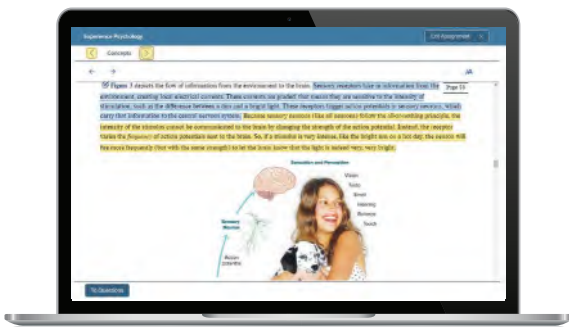 Experience Psychology
Exit Assignment
Concepts
Figure 3 depicts the flow of information from the environment to the brain. Sensory receptors take in information from the
Page 85
environment, creating local electrical currents. These currents are graded; that means they are sensitive to the intensity of
stimulation, such as the difference between a dim and a bright light. These receptors trigger action potentials in sensory neurons, which
carry that information to the central nervous system. Because sensory neurons (like all neurons) follow the all-or-nothing principle, the
intensity of the stimulus cannot be communicated to the brain by changing the strength of the action potential. Instead, the receptor
varies the frequency of action potentials sent to the brain. So, if a stimulus is very intense, like the bright sun on a hot day, the neuron will
fire more frequently (but with the same strength) to let the brain know that the light is indeed very, very bright.
Sensation and Perception
Vision
Taste
Smell
Hearing
Balance
Touch
Sensory
Neuron
Action
potential
To Questions